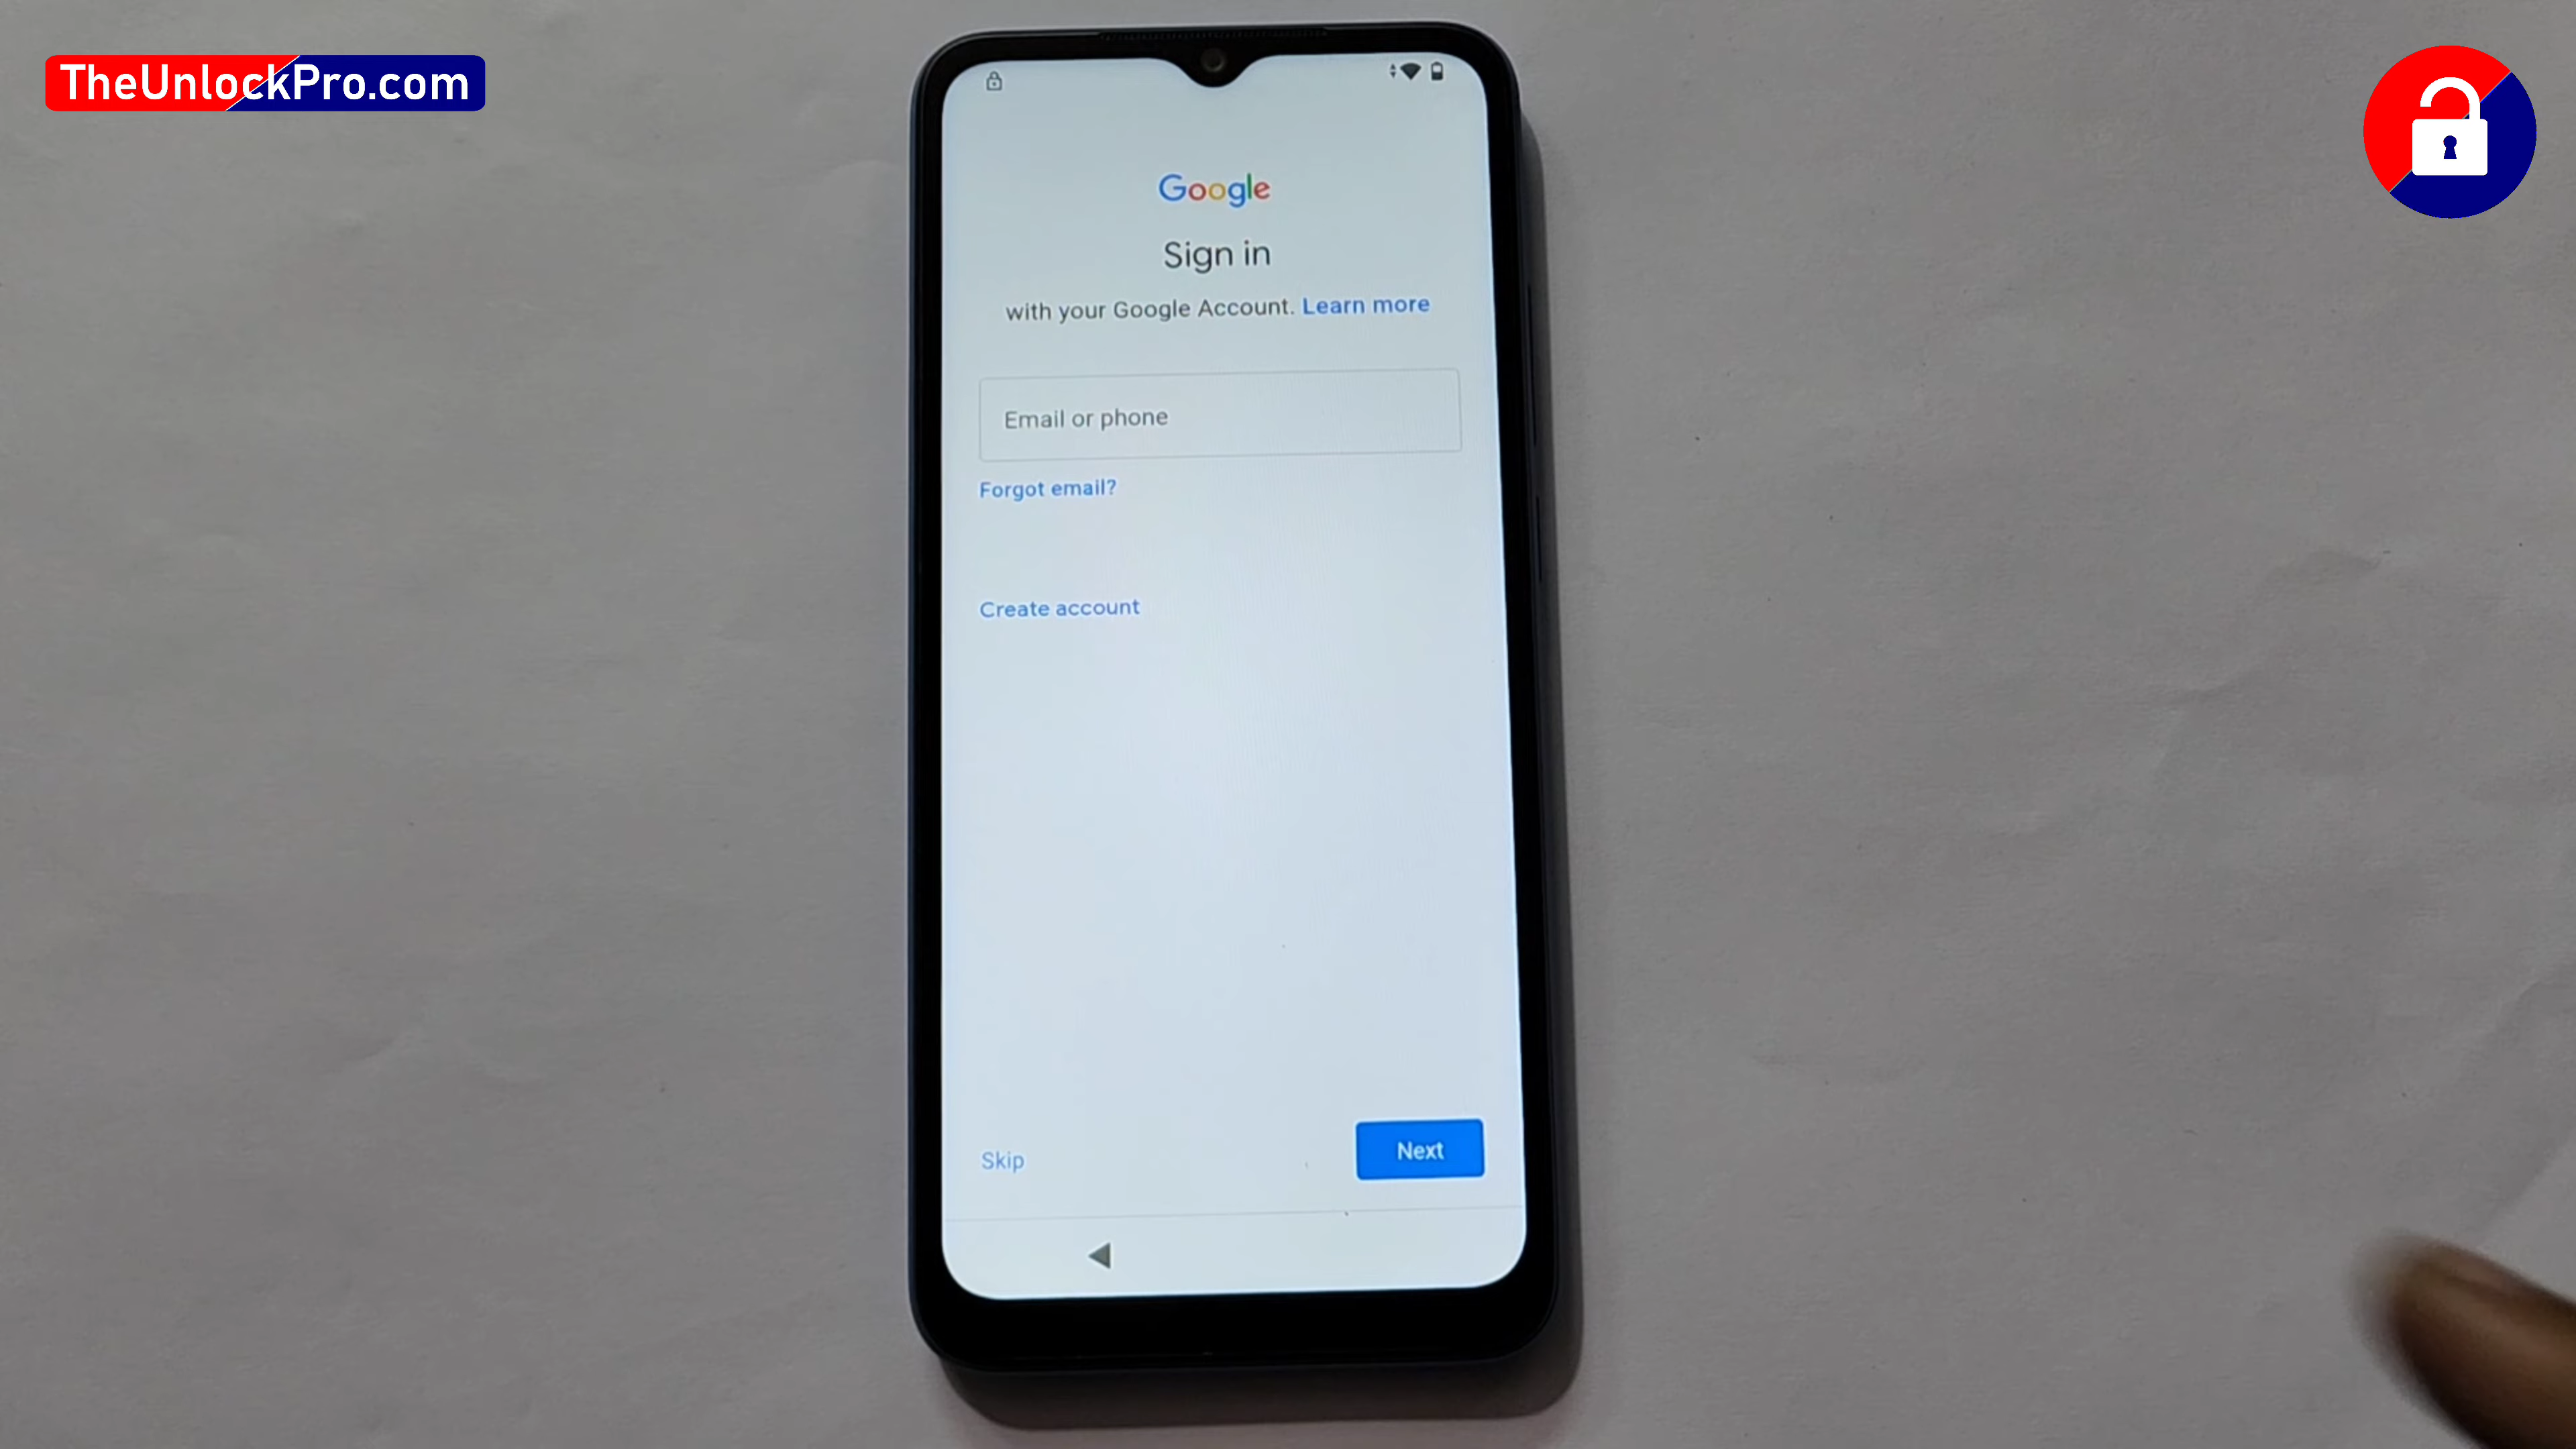 TheUnlockPro.com
Google
Sign in
with your Google Account. Learn more
Email or phone
Forgot email?
Create account
Skip
Next